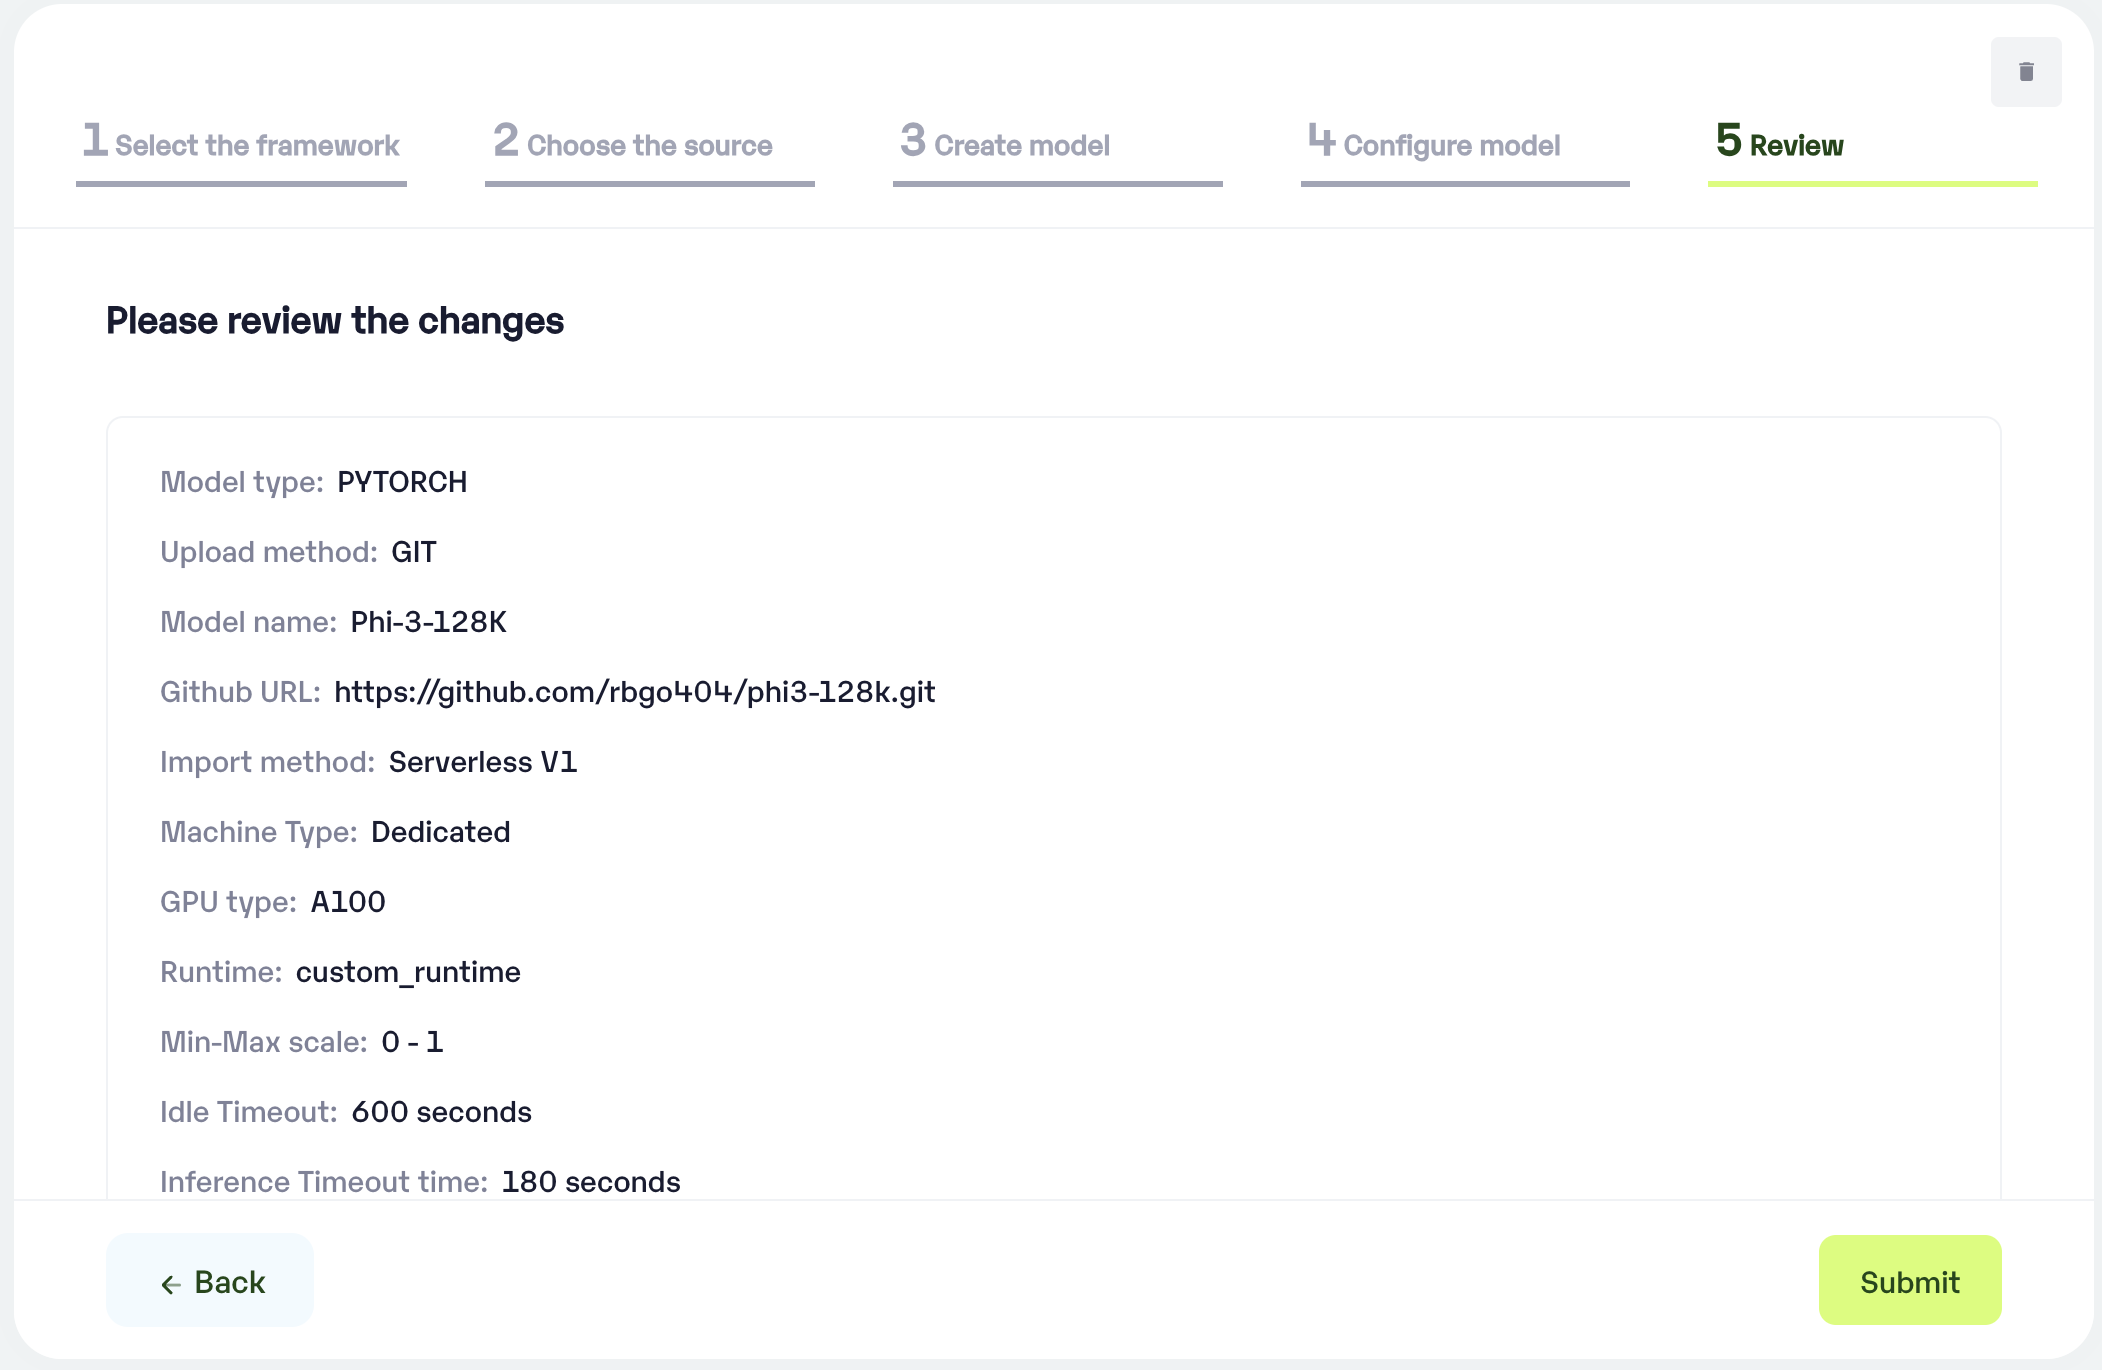 1 Select the framework
2 Choose the source
3 Create model
4 Configure model
5 Review
Please review the changes
Model type: PYTORCH
Upload method: GIT
Model name: Phi-3-128K
Github URL: https://github.com/rbgo404/phi3-128k.git
Import method: Serverless V1
Machine Type: Dedicated
GPU type: A100
Runtime: custom_runtime
Min-Max scale: 0 - 1
Idle Timeout: 600 seconds
Inference Timeout time: 180 seconds
← Back
Submit